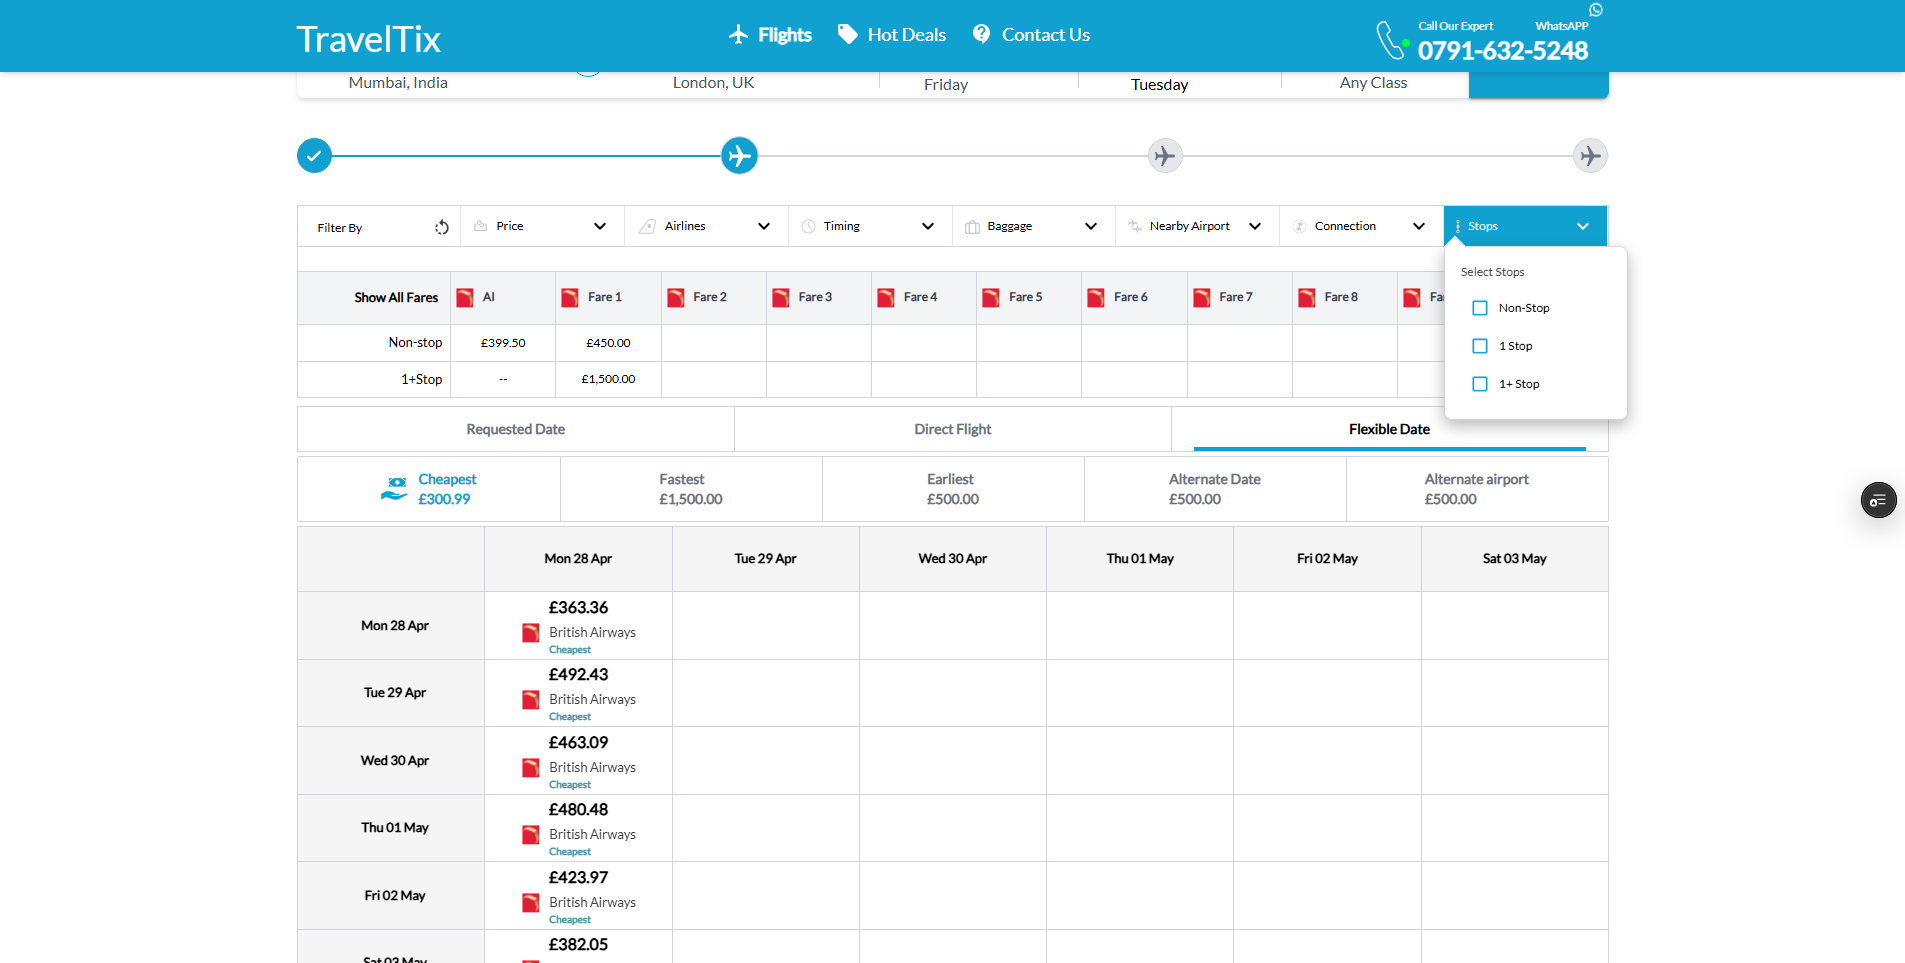 TravelTix
Flights
Hot Deals
Contact Us
Call Our Expert
WhatsAPP
0791-632-5248
Mumbai, India
London, UK
Friday
Tuesday
Any Class
Filter By
Price
Airlines
Timing
Baggage
Nearby Airport
Connection
Stops
Select Stops
Non-Stop
1 Stop
1+ Stop
Show All Fares
AI
Fare 1
Fare 2
Fare 3
Fare 4
Fare 5
Fare 6
Fare 7
Fare 8
Non-stop
£399.50
£450.00
1+Stop
--
£1,500.00
Requested Date
Direct Flight
Flexible Date
Cheapest
£300.99
Fastest
£1,500.00
Earliest
£500.00
Alternate Date
£500.00
Alternate airport
£500.00
Mon 28 Apr
Tue 29 Apr
Wed 30 Apr
Thu 01 May
Fri 02 May
Sat 03 May
Mon 28 Apr
£363.36
British Airways
Cheapest
Tue 29 Apr
£492.43
British Airways
Cheapest
Wed 30 Apr
£463.09
British Airways
Cheapest
Thu 01 May
£480.48
British Airways
Cheapest
Fri 02 May
£423.97
British Airways
Cheapest
Sat 03 May
£382.05